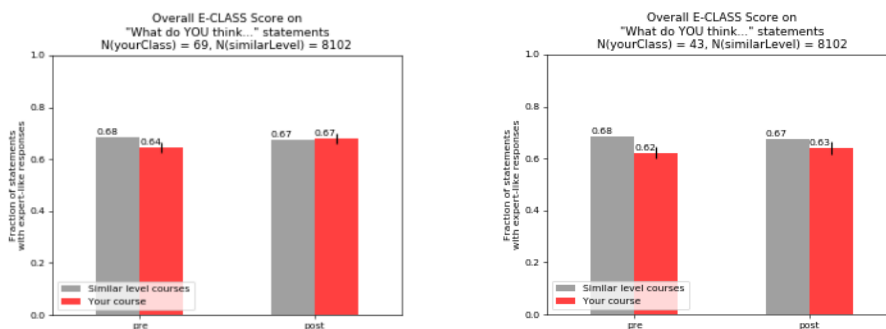 Overall E-CLASS Score on
"What do YOU think..." statements
N(yourClass) = 69, N(similarLevel) = 8102
1.0
0.8
0.6
0.4
0.2
0.0
Fraction of statements
with expert-like responses
0.68
0.64
0.67
0.67
Similar level courses
Your course
pre
post
Overall E-CLASS Score on
"What do YOU think..." statements
N(yourClass) = 43, N(similarLevel) = 8102
1.0
0.8
0.6
0.4
0.2
0.0
Fraction of statements
with expert-like responses
0.68
0.62
0.67
0.63
Similar level courses
Your course
pre
post